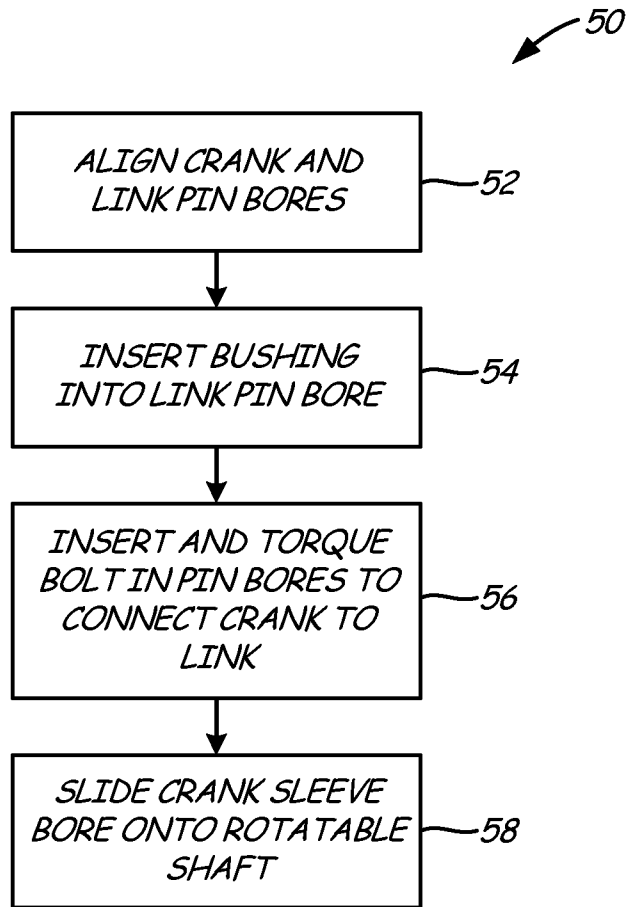 50
ALIGN CRANK AND
LINK PIN BORES
52
INSERT BUSHING
INTO LINK PIN BORE
54
INSERT AND TORQUE
BOLT IN PIN BORES TO
CONNECT CRANK TO
LINK
56
SLIDE CRANK SLEEVE
BORE ONTO ROTATABLE
SHAFT
58